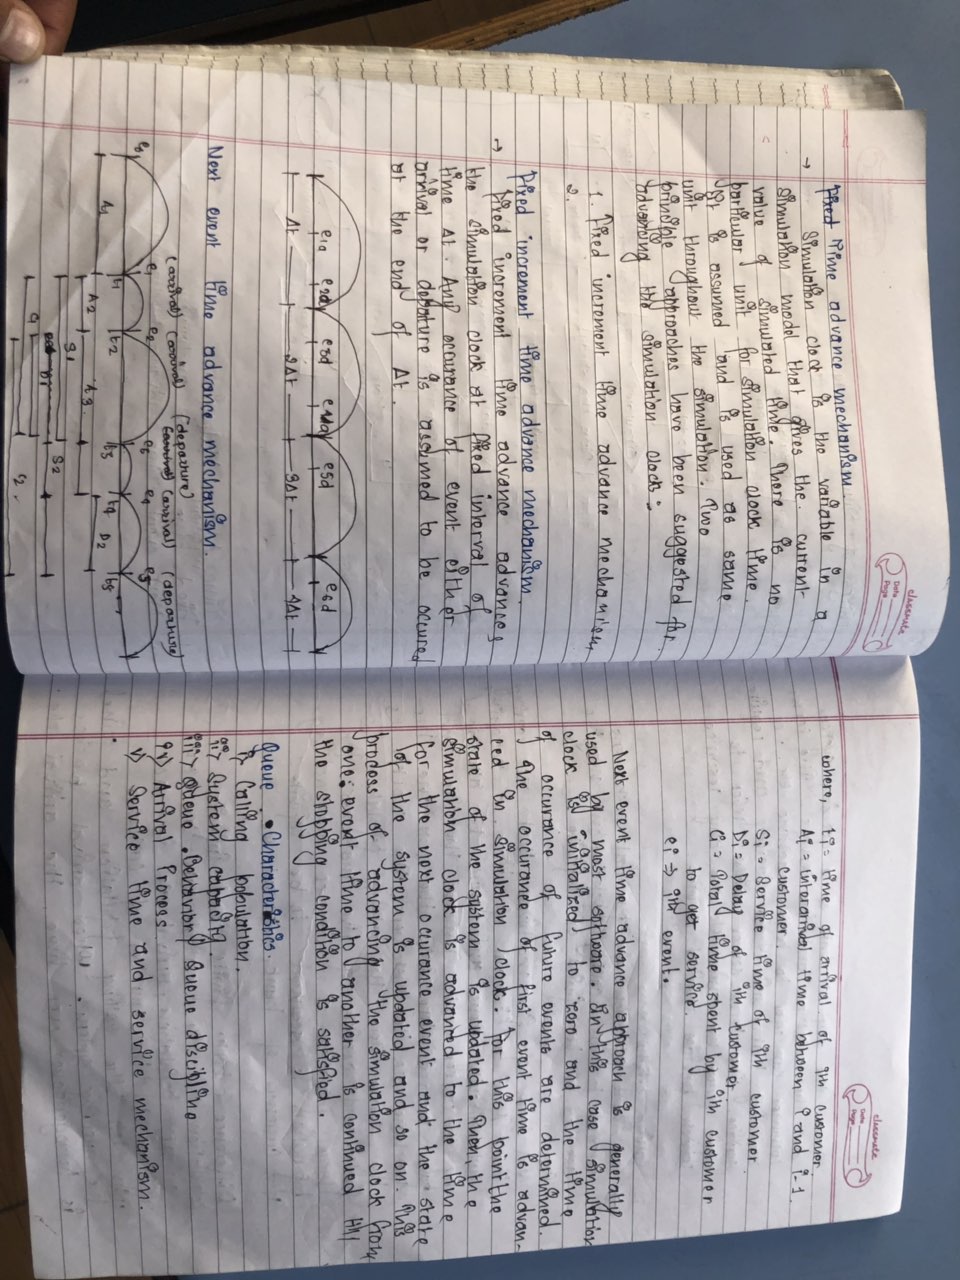 classmate
Date
Page
Fixed Time advance mechanism.
→ Simulation clock is the variable in a
simulation model that gives the current
value of simulated time. There is no
particular unit for simulation clock time.
It is assumed and is used as same
unit throughout the simulation. Two
principle approaches have been suggested for
advancing the simulation clock:
1. Fixed increment time advance mechanism
2.
Fixed increment time advance mechanism.
→ Fixed increment time advance advances
the simulation clock at fixed interval of
time Δt. Any occurance of event either
arrival or depature is assumed to be occured
at the end of Δt.
e1a e2a e3d e4a e5d e6d
Δt 2Δt 3Δt 4Δt
Next event time advance mechanism.
(arrival) (arrival) (departure) (arrival) (arrival) (departure)
e0 e1 e2 e3 e4 e5
t1 t2 t3 t4 t5
A1 A2 A3 D2
S1 S2
C1
C2
classmate
Date
Page
where, ti = time of arrival of ith customer.
Ai = interarrival time between i and i-1
customer.
Si = Service time of ith customer
Di = Delay of ith customer
Ci = Total time spent by ith customer
to get service.
ei ⇒ ith event.
Next event time advance approach is generally
used by most software. In this case simulation
clock is initialized to zero and the time
of occurance of future events are determined.
The occurance of first event time is advan-
ced in simulation clock. For this point the
state of the system is updated. Then, the
simulation clock is advanced to the time
for the next occurance event and the state
of the system is updated and so on. This
process of advancing the simulation clock from
one event time to another is continued till
the stopping condition is satisfied.
Queue Characteristics.
i> Calling population.
ii> System capacity.
iii> Queue Behavior / Queue discipline
iv> Arrival Process.
v> Service time and service mechanism.